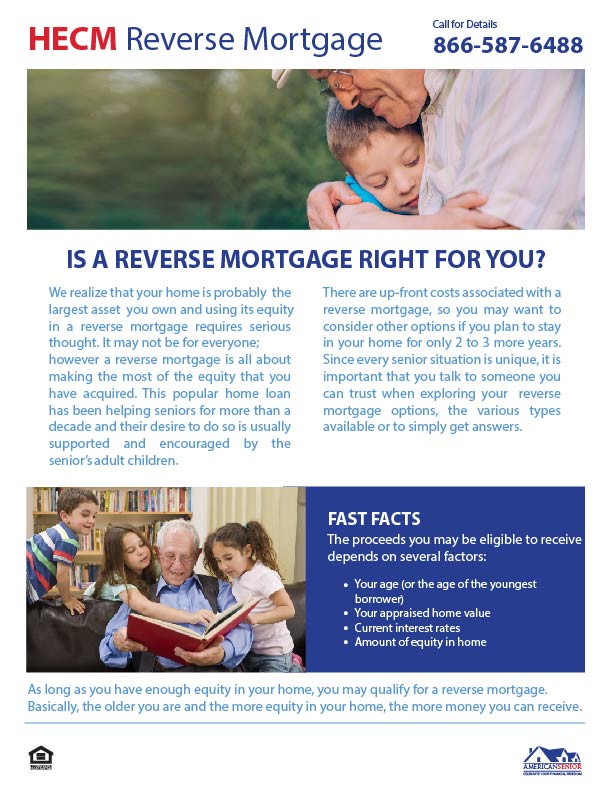 HECM Reverse Mortgage
Call for Details
866-587-6488
IS A REVERSE MORTGAGE RIGHT FOR YOU?
We realize that your home is probably the
largest asset you own and using its equity
in a reverse mortgage requires serious
thought. It may not be for everyone;
however a reverse mortgage is all about
making the most of the equity that you
have acquired. This popular home loan
has been helping seniors for more than a
decade and their desire to do so is usually
supported and encouraged by the
senior's adult children.
There are up-front costs associated with a
reverse mortgage, so you may want to
consider other options if you plan to stay
in your home for only 2 to 3 more years.
Since every senior situation is unique, it is
important that you talk to someone you
can trust when exploring your reverse
mortgage options, the various types
available or to simply get answers.
FAST FACTS
The proceeds you may be eligible to receive
depends on several factors:
• Your age (or the age of the youngest
borrower)
• Your appraised home value
• Current interest rates
• Amount of equity in home
As long as you have enough equity in your home, you may qualify for a reverse mortgage.
Basically, the older you are and the more equity in your home, the more money you can receive.
AMERICANSENIOR
CELEBRATE YOUR FINANCIAL FREEDOM